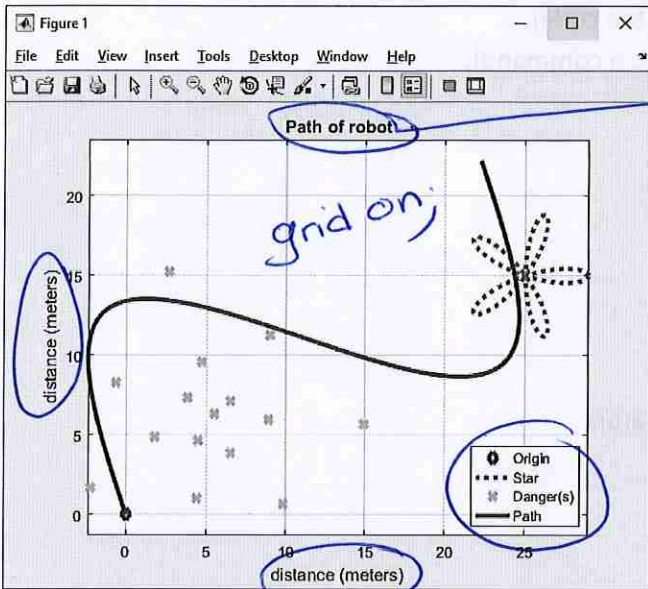 Figure 1
File Edit View Insert Tools Desktop Window Help
Path of robot
grid on;
distance (meters)
20
15
10
5
0
0 5 10 15 20 25
distance (meters)
Origin
Star
Danger(s)
Path